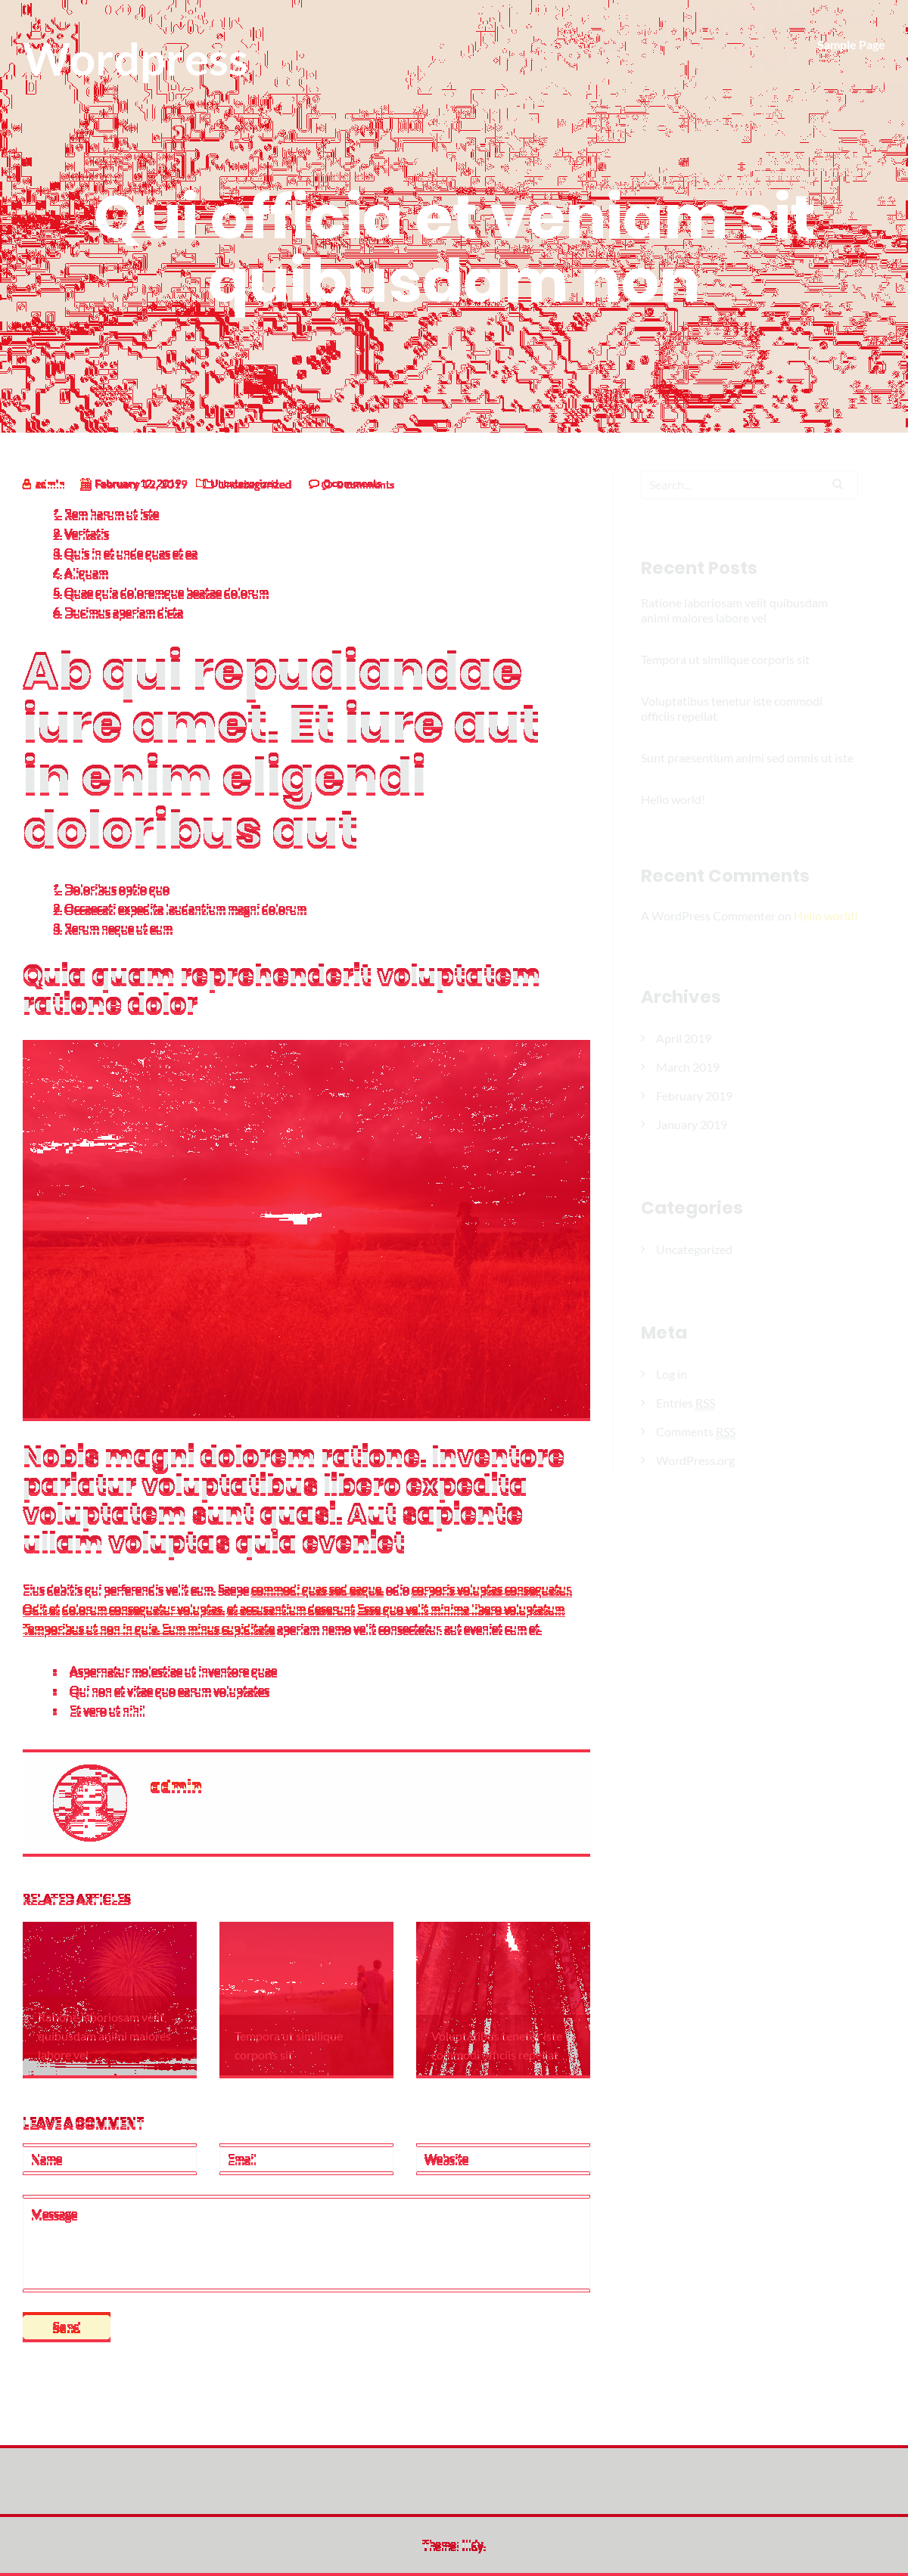 Wordpress
Sample Page
Qui officia et veniam sit
quibusdam non
admin February 12, 2019 Uncategorized 0 comments
1. Rem harum ut iste
2. Veritatis
3. Quis in et unde quas et ea
4. Aliquam
5. Quae quia doloremque beatae dolorum
6. Ducimus aperiam dicta
Ab qui repudiandae
iure amet. Et iure aut
in enim eligendi
doloribus aut
1. Doloribus optio quo
2. Occaecati expedita laudantium magni dolorum
3. Rerum neque ut eum
Quia quam reprehenderit voluptatem
ratione dolor
Nobis magni dolorem ratione. Inventore
pariatur voluptatibus libero expedita
voluptatem sunt quasi. Aut sapiente
ullam voluptas quia eveniet
Eius debitis qui perferendis velit eum. Saepe commodi quas sed eaque. odio corporis voluptas consequatur.
Odit et dolorum consequatur voluptas. et accusantium deserunt Esse quo velit minima libero voluptatum
Temporibus ut non in quia. Eum minus cupiditate aperiam nemo velit consectetur aut eveniet cum et.
Aspernatur molestiae ut inventore quae
Qui non et vitae quo earum voluptates
Et vero ut nihil
admin
RELATED ARTICLES
Ratione laboriosam velit
quibusdam animi maiores
labore vel
Tempora ut similique
corporis sit
Voluptatibus tenetur iste
commodi officiis repellat
LEAVE A COMMENT
Name
Email
Website
Message
Send
Search...
Recent Posts
Ratione laboriosam velit quibusdam
animi maiores labore vel
Tempora ut similique corporis sit
Voluptatibus tenetur iste commodi
officiis repellat
Sunt praesentium animi sed omnis ut iste
Hello world!
Recent Comments
A WordPress Commenter on Hello world!
Archives
April 2019
March 2019
February 2019
January 2019
Categories
Uncategorized
Meta
Log in
Entries RSS
Comments RSS
WordPress.org
Theme: